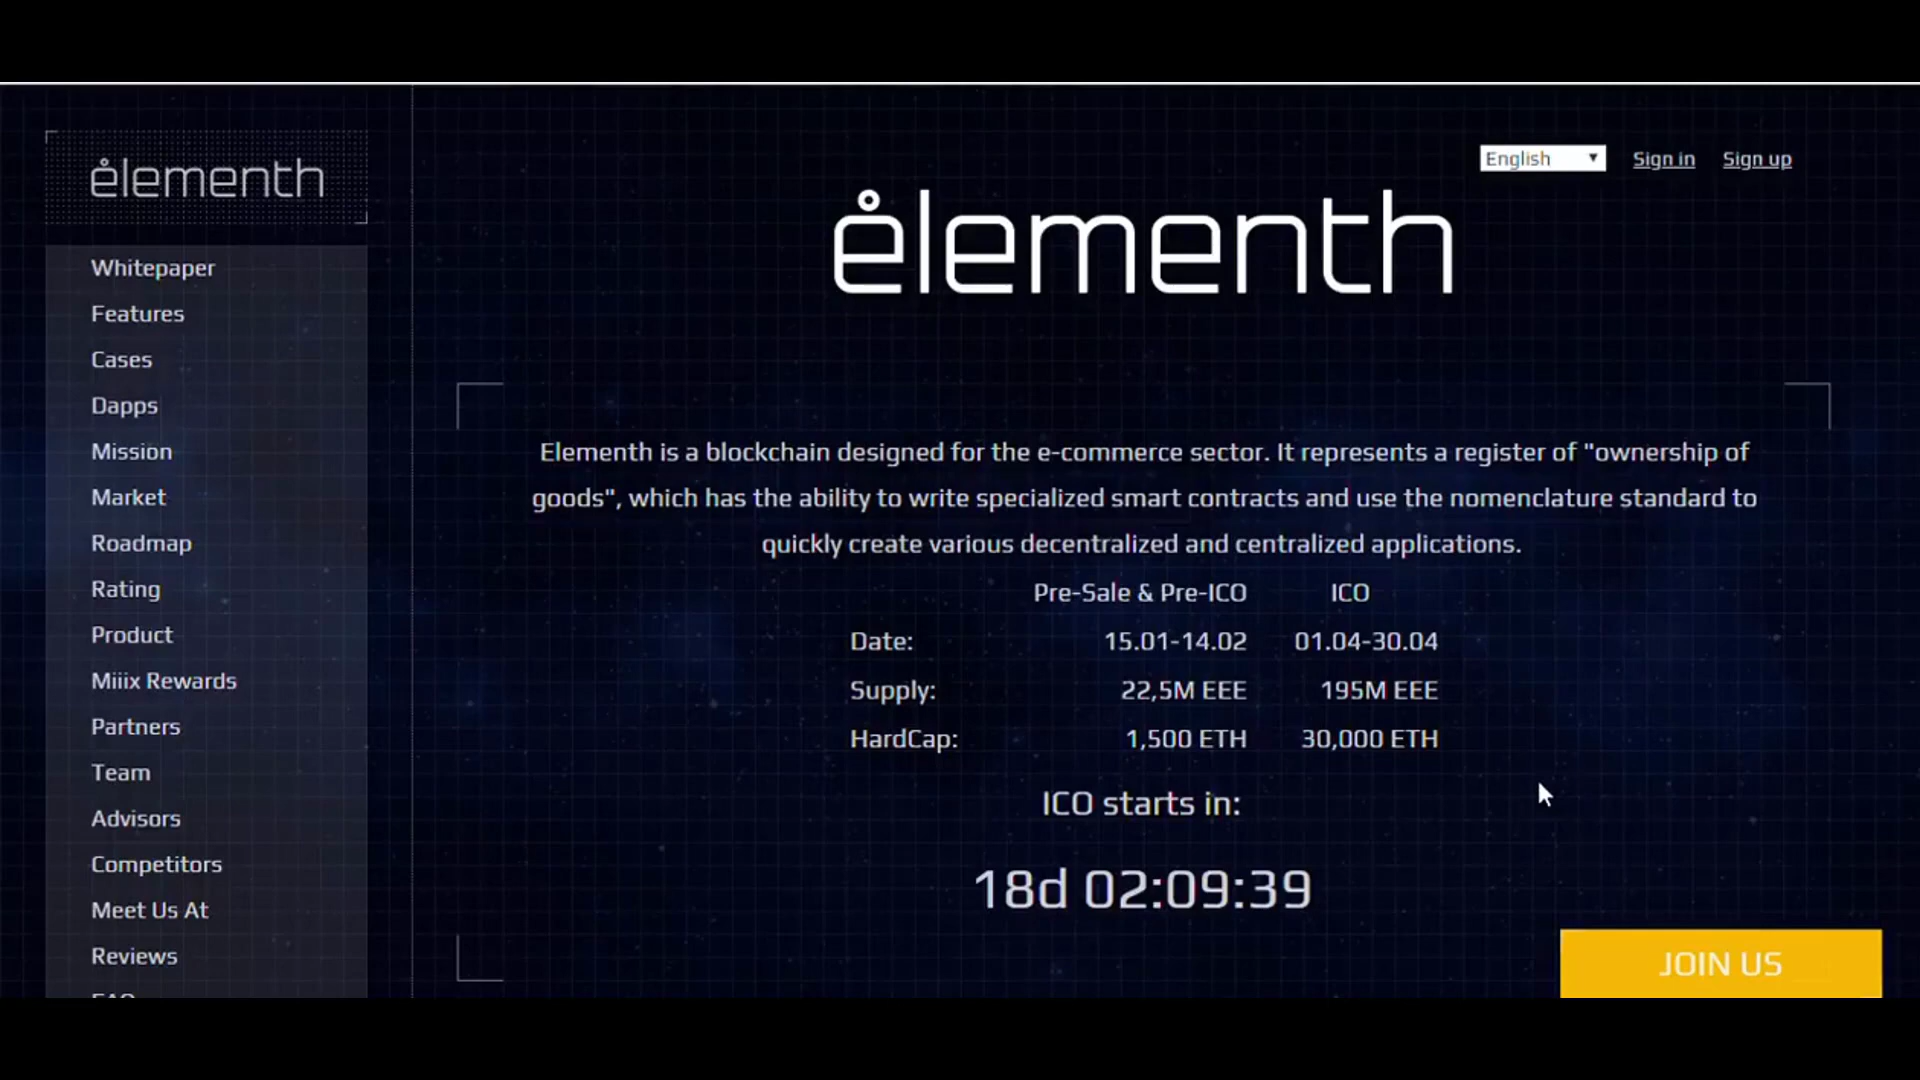 elementh
Whitepaper
Features
Cases
Dapps
Mission
Market
Roadmap
Rating
Product
Miiix Rewards
Partners
Team
Advisors
Competitors
Meet Us At
Reviews
FAQ
English Sign in Sign up
elementh
Elementh is a blockchain designed for the e-commerce sector. It represents a register of "ownership of
goods", which has the ability to write specialized smart contracts and use the nomenclature standard to
quickly create various decentralized and centralized applications.
Pre-Sale & Pre-ICO ICO
Date: 15.01-14.02 01.04-30.04
Supply: 22,5M EEE 195M EEE
HardCap: 1,500 ETH 30,000 ETH
ICO starts in:
18d 02:09:39
JOIN US